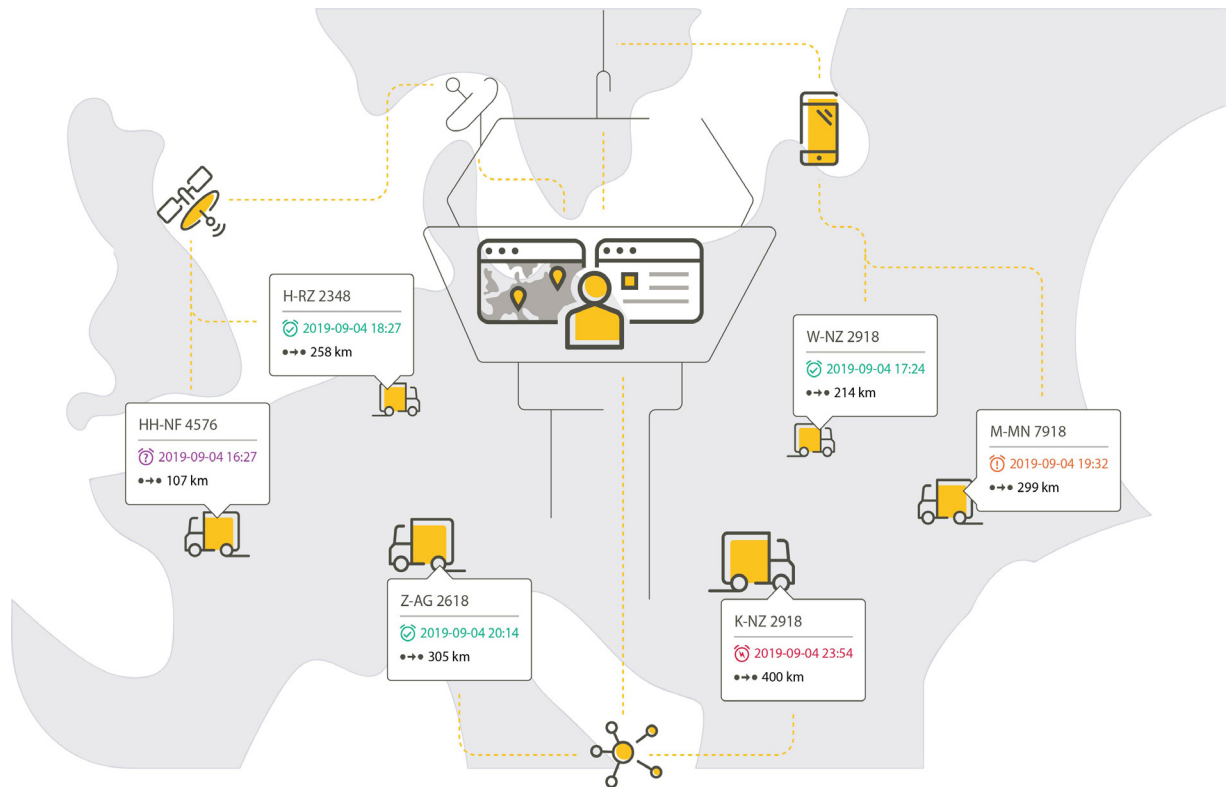 H-RZ 2348
2019-09-04 18:27
258 km
W-NZ 2918
2019-09-04 17:24
214 km
HH-NF 4576
2019-09-04 16:27
107 km
M-MN 7918
2019-09-04 19:32
299 km
Z-AG 2618
2019-09-04 20:14
305 km
K-NZ 2918
2019-09-04 23:54
400 km